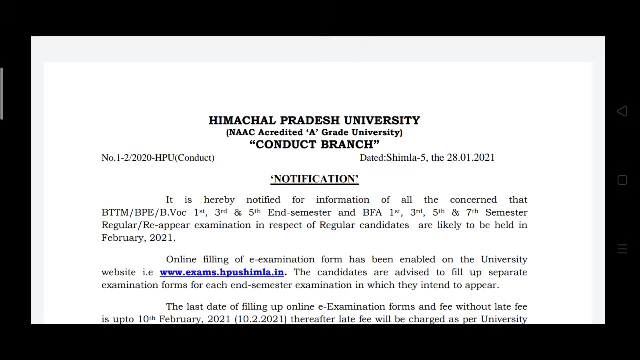 HIMACHAL PRADESH UNIVERSITY
(NAAC Acredited 'A' Grade University)
"CONDUCT BRANCH"
No.1-2/2020-HPU(Conduct) Dated:Shimla-5, the 28.01.2021
'NOTIFICATION'
It is hereby notified for information of all the concerned that
BTTM/BPE/B.Voc 1st, 3rd & 5th End-semester and BFA 1st, 3rd, 5th & 7th Semester
Regular/Re-appear examination in respect of Regular candidates are likely to be held in
February, 2021.
Online filling of e-examination form has been enabled on the University
website i.e www.exams.hpushimla.in. The candidates are advised to fill up separate
examination forms for each end-semester examination in which they intend to appear.
The last date of filling up online e-Examination forms and fee without late fee
is upto 10th February, 2021 (10.2.2021) thereafter late fee will be charged as per University